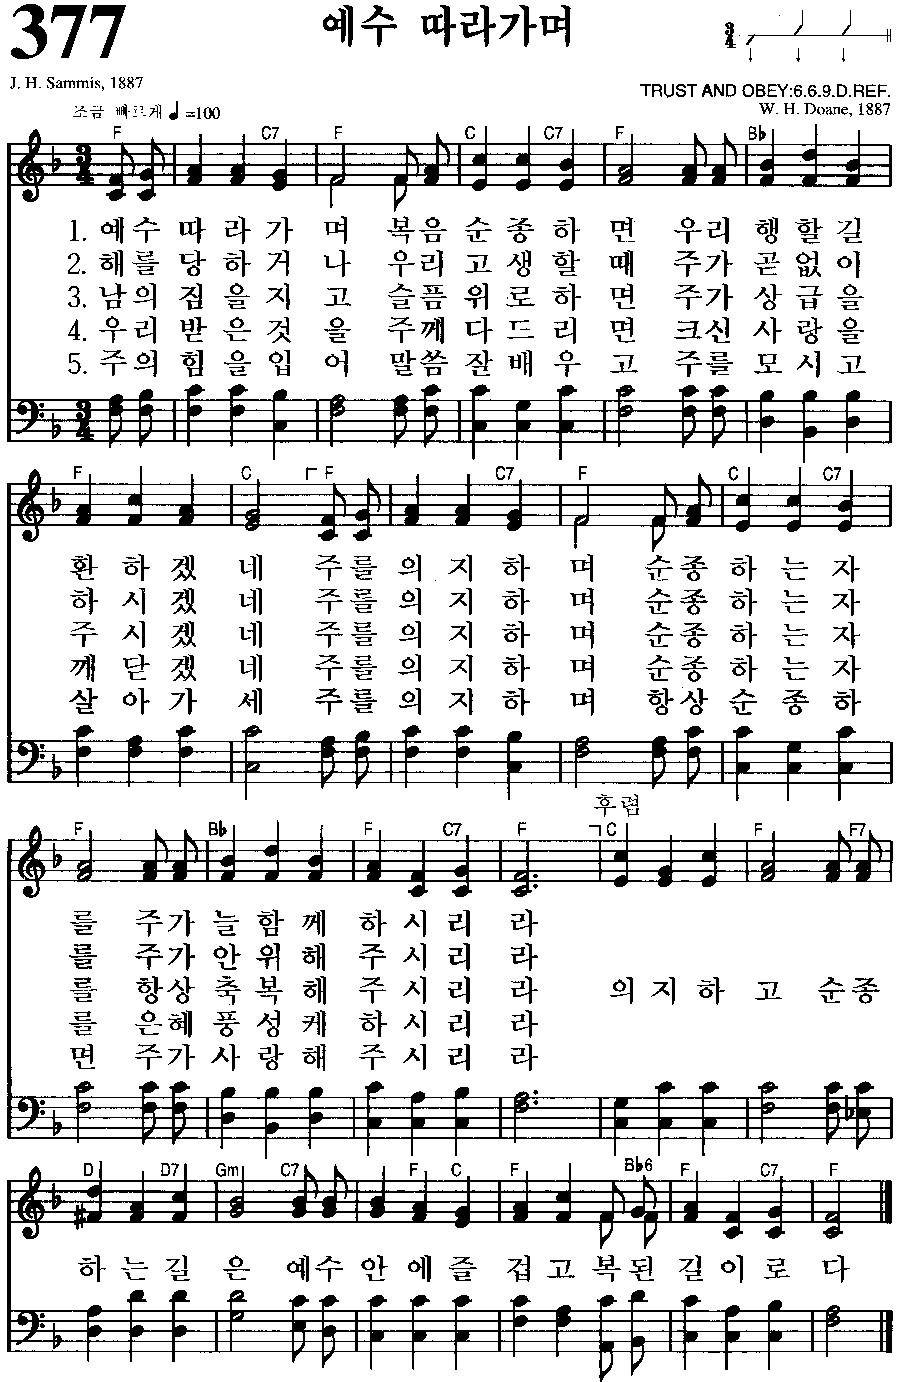 377 예수 따라가며
J. H. Sammis, 1887
TRUST AND OBEY:6.6.9.D.REF.
조금 빠르게 ♩=100
W. H. Doane, 1887
F C7 F C C7 F B♭
1. 예수 따라가며 복음 순종하면 우리 행할 길
2. 해를 당하거나 우리 고생할 때 주가 곧 없이
3. 남의 짐을 지고 슬픔 위로하면 주가 상급을
4. 우리 받은 것을 주께 다 드리면 크신 사랑을
5. 주의 힘을 입어 말씀 잘 배우고 주를 모시고
F C F C7 F C C7
환하겠네 주를 의지하며 순종하는 자
하시겠네 주를 의지하며 순종하는 자
주시겠네 주를 의지하며 순종하는 자
깨닫겠네 주를 의지하며 순종하는 자
살아가세 주를 의지하며 항상 순종하
후렴
F B♭ F C7 F C F F7
를 주가 늘 함께 하시리라
를 주가 안위해 주시리라
를 항상 축복해 주시리라 의지하고 순종
를 은혜 풍성케 하시리라
면 주가 사랑해 주시리라
D D7 Gm C7 F C F B♭6 F C7 F
하는 길은 예수 안에 즐겁고 복된 길이로다